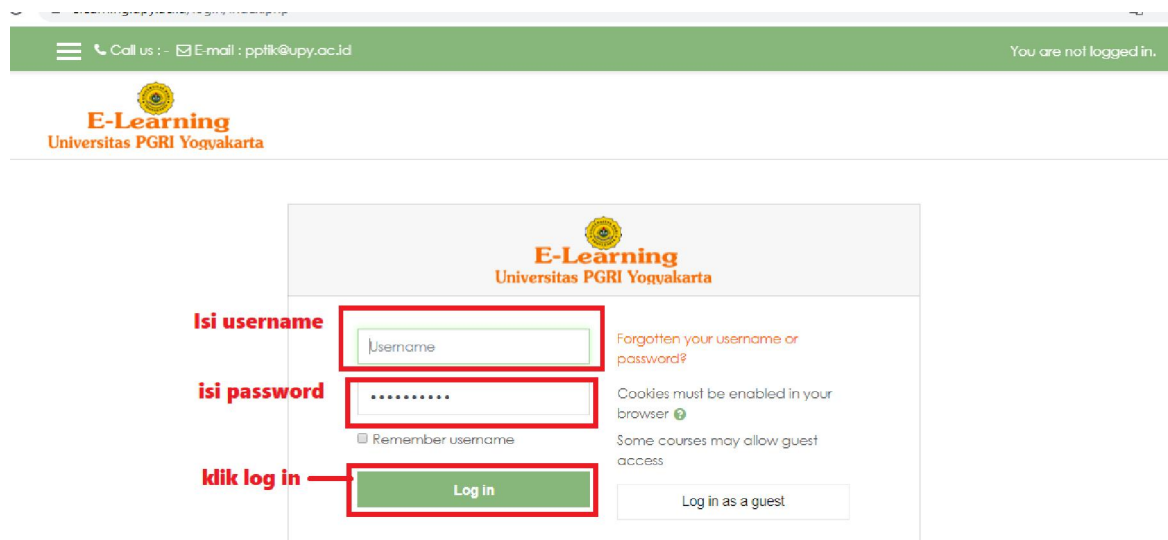 Call us : - E-mail : pptik@upy.ac.id
You are not logged in.
E-Learning
Universitas PGRI Yogyakarta
E-Learning
Universitas PGRI Yogyakarta
Isi username
Username
Forgotten your username or
password?
isi password
••••••••••
Cookies must be enabled in your
browser
Remember username
Some courses may allow guest
access
klik log in
Log in
Log in as a guest